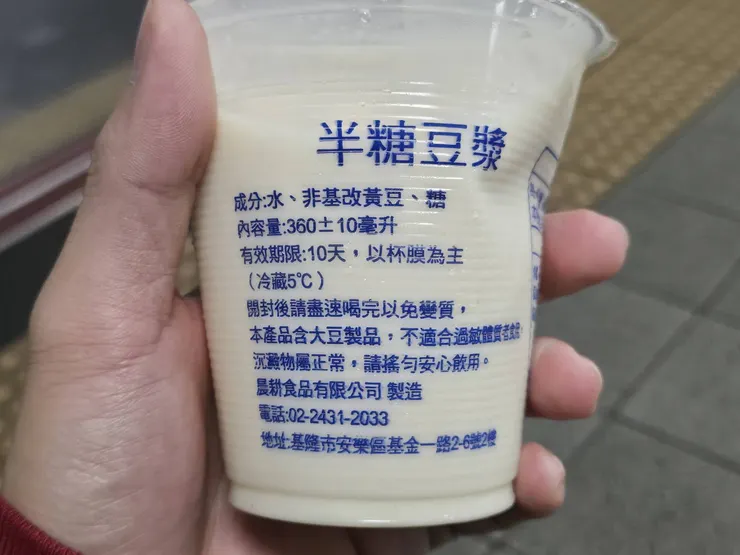 半糖豆漿
成分:水、非基改黃豆、糖
內容量:360±10毫升
有效期限:10天，以杯膜為主
（冷藏5℃）
開封後請盡速喝完以免變質，
本產品含大豆製品，不適合過敏體質者食品。
沉澱物屬正常，請搖勻安心飲用。
晨耕食品有限公司 製造
電話:02-2431-2033
地址:基隆市安樂區基金一路2-6號2樓